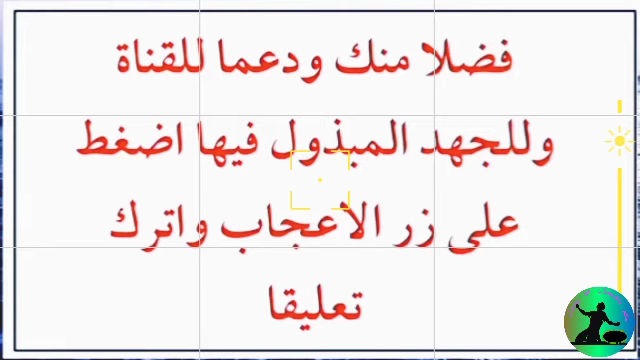 فضلا منك ودعما للقناة
وللجهد المبذول فيها اضغط
على زر الاعجاب واترك
تعليقا